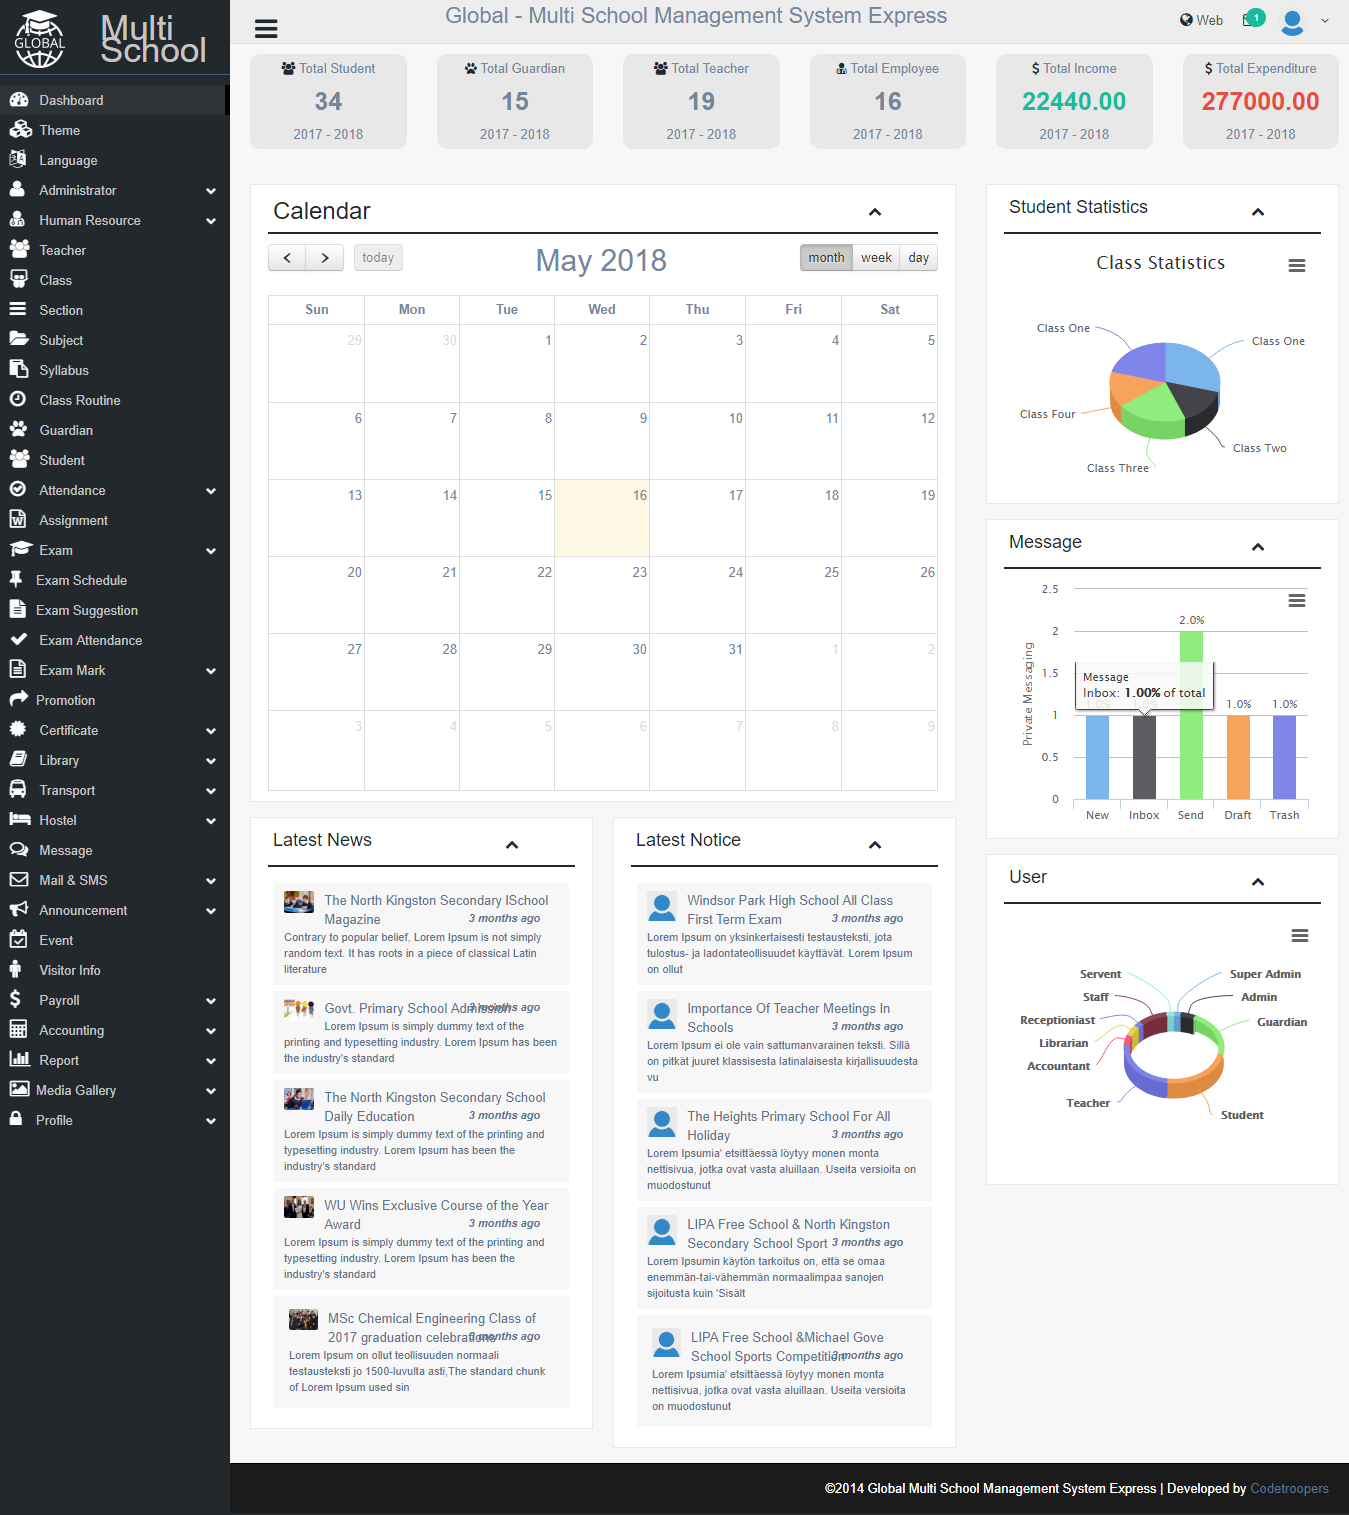 GLOBAL
Multi
School
Dashboard
Theme
Language
Administrator
Human Resource
Teacher
Class
Section
Subject
Syllabus
Class Routine
Guardian
Student
Attendance
Assignment
Exam
Exam Schedule
Exam Suggestion
Exam Attendance
Exam Mark
Promotion
Certificate
Library
Transport
Hostel
Message
Mail & SMS
Announcement
Event
Visitor Info
Payroll
Accounting
Report
Media Gallery
Profile
Global - Multi School Management System Express
Web
1
Total Student
34
2017 - 2018
Total Guardian
15
2017 - 2018
Total Teacher
19
2017 - 2018
Total Employee
16
2017 - 2018
$ Total Income
22440.00
2017 - 2018
$ Total Expenditure
277000.00
2017 - 2018
Calendar
today
May 2018
month week day
Sun Mon Tue Wed Thu Fri Sat
29 30 1 2 3 4 5
6 7 8 9 10 11 12
13 14 15 16 17 18 19
20 21 22 23 24 25 26
27 28 29 30 31 1 2
3 4 5 6 7 8 9
Latest News
The North Kingston Secondary ISchool
Magazine 3 months ago
Contrary to popular belief, Lorem Ipsum is not simply
random text. It has roots in a piece of classical Latin
literature
Govt. Primary School Admission 3 months ago
Lorem Ipsum is simply dummy text of the
printing and typesetting industry. Lorem Ipsum has been
the industry's standard
The North Kingston Secondary School
Daily Education 3 months ago
Lorem Ipsum is simply dummy text of the printing and
typesetting industry. Lorem Ipsum has been the
industry's standard
WU Wins Exclusive Course of the Year
Award 3 months ago
Lorem Ipsum is simply dummy text of the printing and
typesetting industry. Lorem Ipsum has been the
industry's standard
MSc Chemical Engineering Class of
2017 graduation celebrations 3 months ago
Lorem Ipsum on ollut teollisuuden normaali
testausteksti jo 1500-luvulta asti,The standard chunk
of Lorem Ipsum used sin
Latest Notice
Windsor Park High School All Class
First Term Exam 3 months ago
Lorem Ipsum on yksinkertaisesti testausteksti, jota
tulostus- ja ladontateollisuudet käyttävät. Lorem Ipsum
on ollut
Importance Of Teacher Meetings In
Schools 3 months ago
Lorem Ipsum ei ole vain sattumanvarainen teksti. Sillä
on pitkät juuret klassisesta latinalaisesta kirjallisuudesta
vu
The Heights Primary School For All
Holiday 3 months ago
Lorem Ipsumia' etsittäessä löytyy monen monta
nettisivua, jotka ovat vasta aluillaan. Useita versioita on
muodostunut
LIPA Free School & North Kingston
Secondary School Sport 3 months ago
Lorem Ipsumin käytön tarkoitus on, että se omaa
enemmän-tai-vähemmän normaalimpaa sanojen
sijoitusta kuin 'Sisält
LIPA Free School &Michael Gove
School Sports Competition 3 months ago
Lorem Ipsumia' etsittäessä löytyy monen monta
nettisivua, jotka ovat vasta aluillaan. Useita versioita
on muodostunut
Student Statistics
Class Statistics
Class One
Class One
Class Four
Class Two
Class Three
Message
Private Messaging
2.5
2
1.5
1
0.5
0
2.0%
Message
Inbox: 1.00% of total
1.0% 1.0% 1.0% 1.0%
New Inbox Send Draft Trash
User
Servent Super Admin
Staff Admin
Receptioniast Guardian
Librarian
Accountant
Teacher
Student
©2014 Global Multi School Management System Express | Developed by Codetroopers